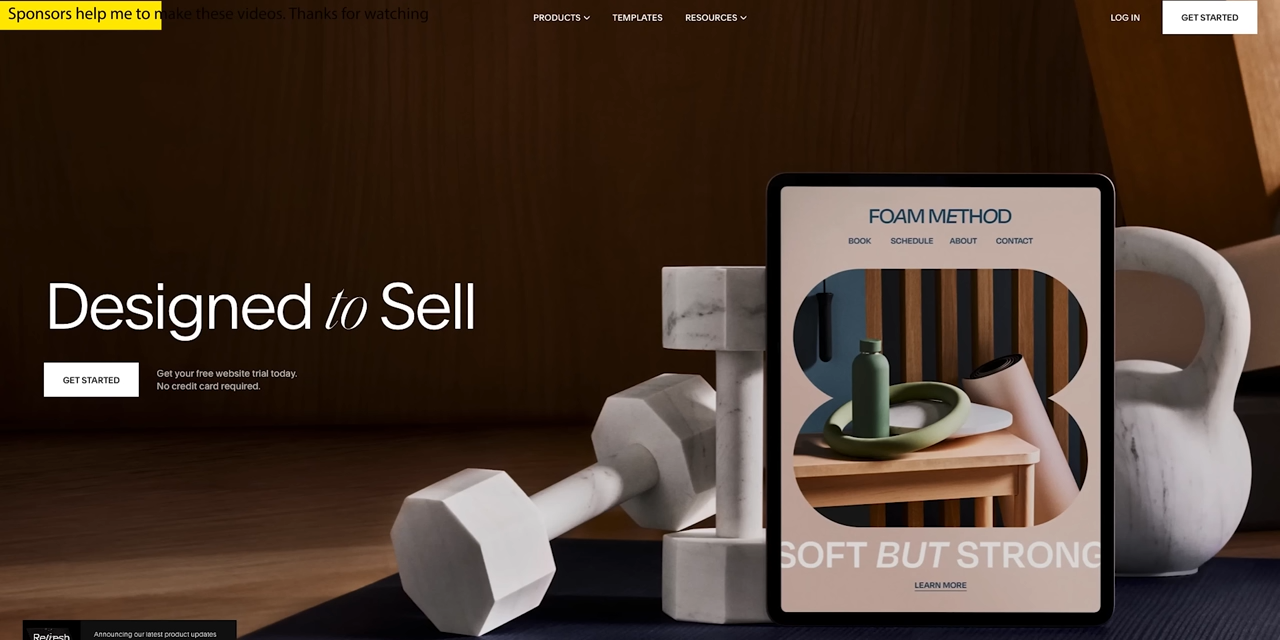 Sponsors help me to make these videos. Thanks for watching
PRODUCTS TEMPLATES RESOURCES
LOG IN GET STARTED
Designed to Sell
GET STARTED
Get your free website trial today.
No credit card required.
FOAM METHOD
BOOK SCHEDULE ABOUT CONTACT
SOFT BUT STRONG
LEARN MORE
Refresh
Announcing our latest product updates